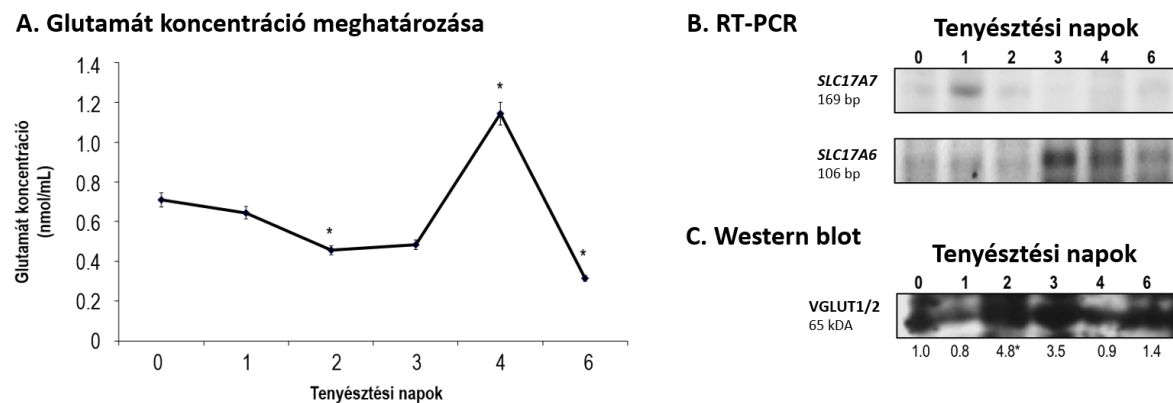 A. Glutamát koncentráció meghatározása
Glutamát koncentráció
(nmol/mL)
1.4
1.2
1.0
0.8
0.6
0.4
0.2
0
*
*
*
0 1 2 3 4 6
Tenyésztési napok
B. RT-PCR
Tenyésztési napok
0 1 2 3 4 6
SLC17A7
169 bp
SLC17A6
106 bp
C. Western blot
Tenyésztési napok
0 1 2 3 4 6
VGLUT1/2
65 kDA
1.0 0.8 4.8* 3.5 0.9 1.4